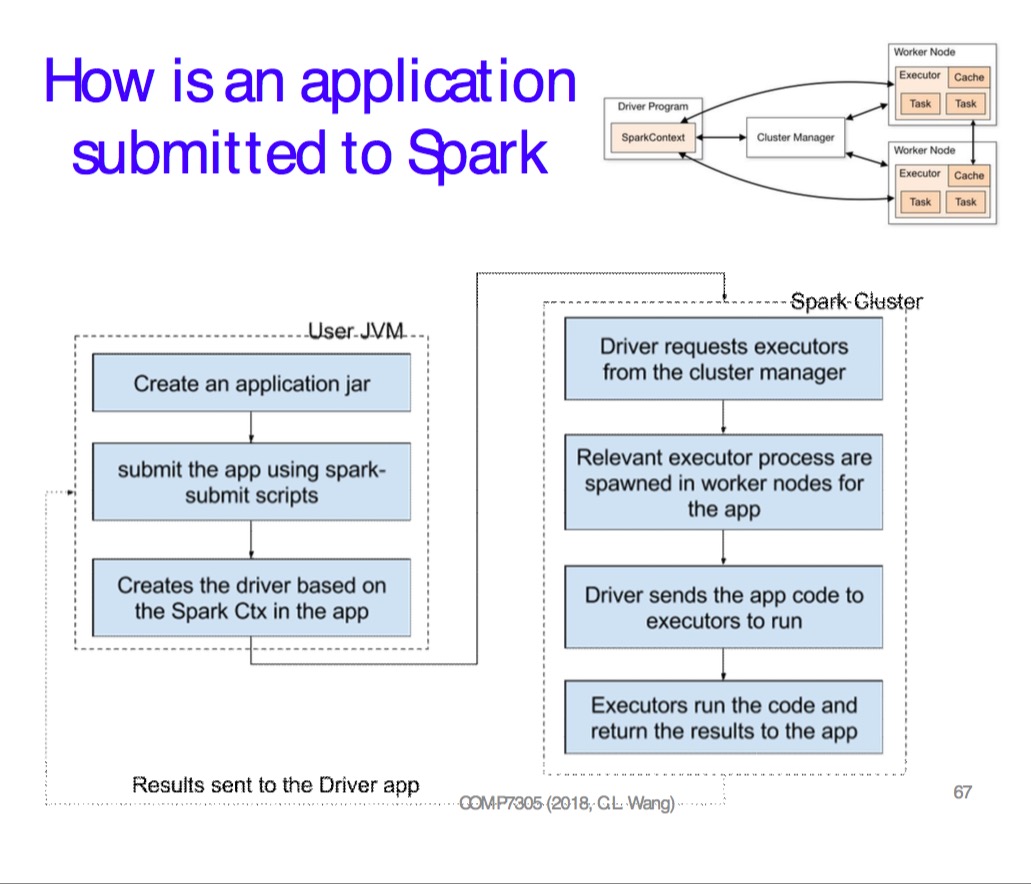 How is an application
submitted to Spark
Driver Program
SparkContext
Cluster Manager
Worker Node
Executor
Cache
Task
Task
Worker Node
Executor
Cache
Task
Task
User JVM
Create an application jar
submit the app using spark-
submit scripts
Creates the driver based on
the Spark Ctx in the app
Spark Cluster
Driver requests executors
from the cluster manager
Relevant executor process are
spawned in worker nodes for
the app
Driver sends the app code to
executors to run
Executors run the code and
return the results to the app
Results sent to the Driver app
COMP7305 (2018, C.L. Wang)
67